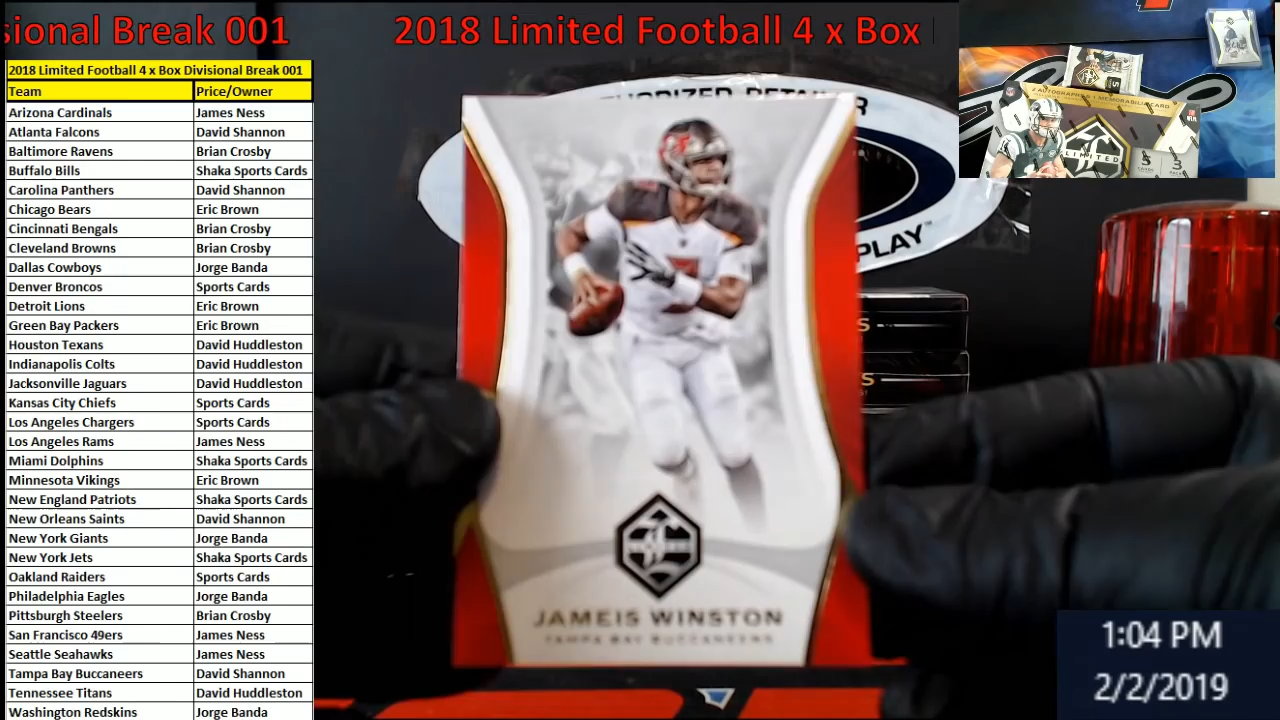 sional Break 001 2018 Limited Football 4 x Box
2018 Limited Football 4 x Box Divisional Break 001
Team Price/Owner
Arizona Cardinals James Ness
Atlanta Falcons David Shannon
Baltimore Ravens Brian Crosby
Buffalo Bills Shaka Sports Cards
Carolina Panthers David Shannon
Chicago Bears Eric Brown
Cincinnati Bengals Brian Crosby
Cleveland Browns Brian Crosby
Dallas Cowboys Jorge Banda
Denver Broncos Sports Cards
Detroit Lions Eric Brown
Green Bay Packers Eric Brown
Houston Texans David Huddleston
Indianapolis Colts David Huddleston
Jacksonville Jaguars David Huddleston
Kansas City Chiefs Sports Cards
Los Angeles Chargers Sports Cards
Los Angeles Rams James Ness
Miami Dolphins Shaka Sports Cards
Minnesota Vikings Eric Brown
New England Patriots Shaka Sports Cards
New Orleans Saints David Shannon
New York Giants Jorge Banda
New York Jets Shaka Sports Cards
Oakland Raiders Sports Cards
Philadelphia Eagles Jorge Banda
Pittsburgh Steelers Brian Crosby
San Francisco 49ers James Ness
Seattle Seahawks James Ness
Tampa Bay Buccaneers David Shannon
Tennessee Titans David Huddleston
Washington Redskins Jorge Banda
HORIZED RETAILER
PLAY™
JAMEIS WINSTON
TAMPA BAY BUCCANEERS
2 AUTOGRAPHS 1 MEMORABILIA CARD
LIMITED
1:04 PM
2/2/2019